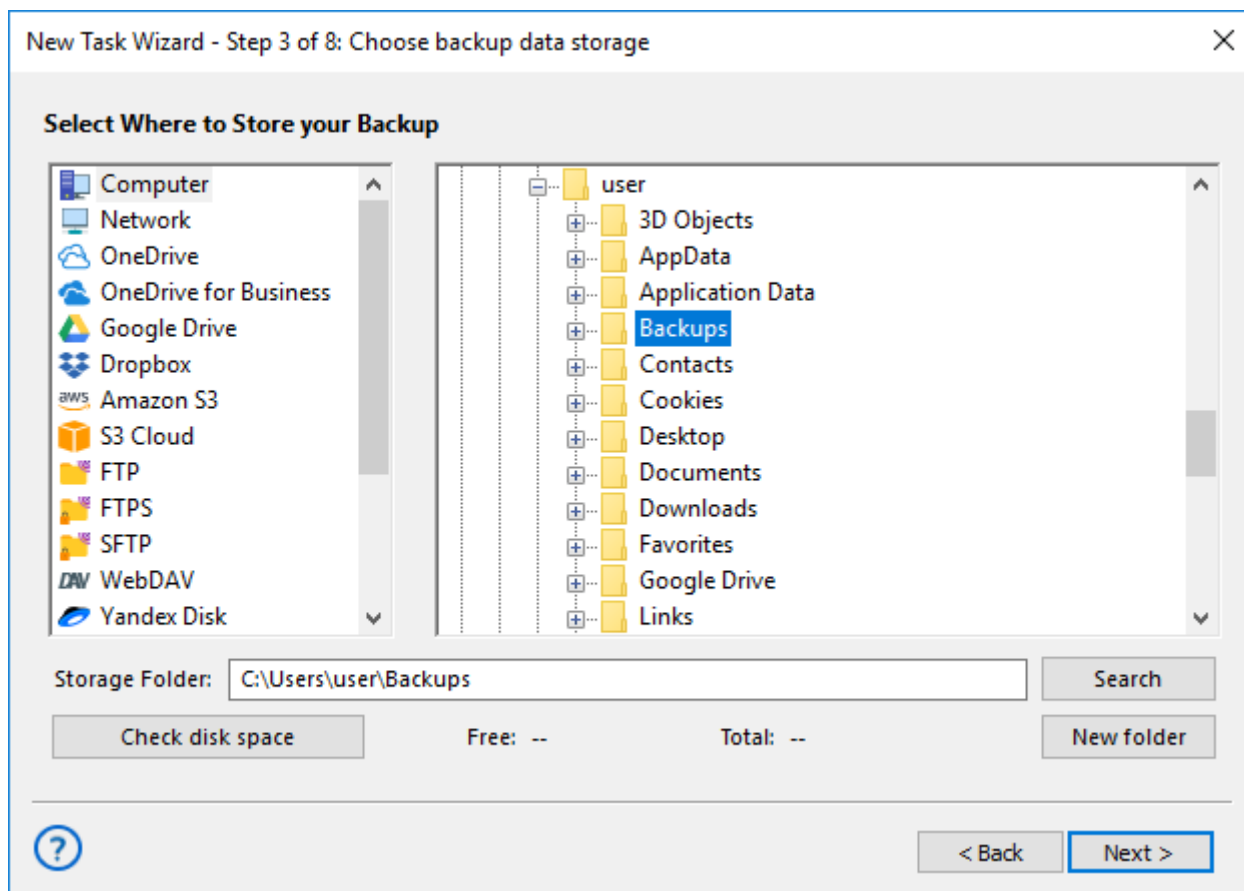 New Task Wizard - Step 3 of 8: Choose backup data storage
Select Where to Store your Backup
Computer
Network
OneDrive
OneDrive for Business
Google Drive
Dropbox
aws Amazon S3
S3 Cloud
FTP
FTPS
SFTP
DAV WebDAV
Yandex Disk
user
3D Objects
AppData
Application Data
Backups
Contacts
Cookies
Desktop
Documents
Downloads
Favorites
Google Drive
Links
Storage Folder: C:\Users\user\Backups Search
Check disk space Free: -- Total: -- New folder
? < Back Next >